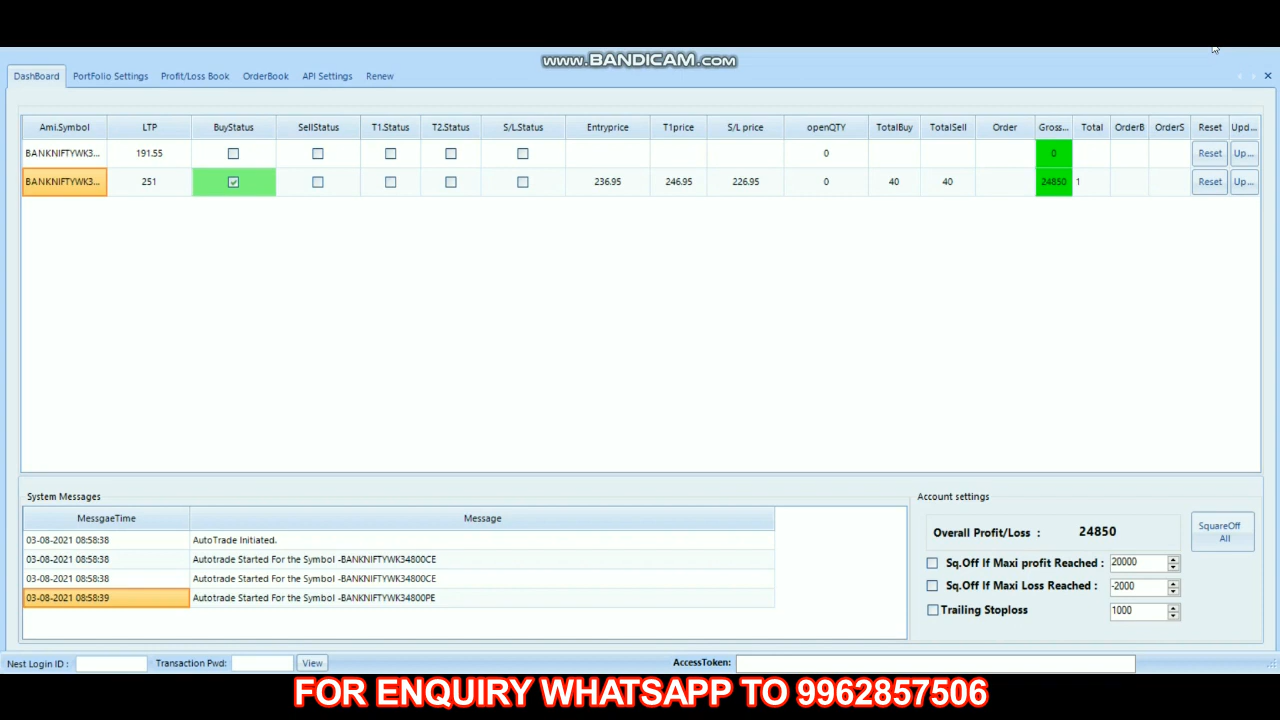 www.BANDICAM.com
DashBoard PortFolio Settings Profit/Loss Book OrderBook API Settings Renew
Ami.Symbol LTP BuyStatus SellStatus T1.Status T2.Status S/L.Status Entryprice T1price S/L price openQTY TotalBuy TotalSell Order Gross... Total OrderB OrderS Reset Upd...
BANKNIFTYWK3... 191.55 0 0 Reset Up...
BANKNIFTYWK3... 251 236.95 246.95 226.95 0 40 40 24850 1 Reset Up...
System Messages
MessgaeTime Message
03-08-2021 08:58:38 AutoTrade Initiated.
03-08-2021 08:58:38 Autotrade Started For the Symbol -BANKNIFTYWK34800CE
03-08-2021 08:58:38 Autotrade Started For the Symbol -BANKNIFTYWK34800CE
03-08-2021 08:58:39 Autotrade Started For the Symbol -BANKNIFTYWK34800PE
Account settings
Overall Profit/Loss : 24850
SquareOff
All
Sq.Off If Maxi profit Reached : 20000
Sq.Off If Maxi Loss Reached : -2000
Trailing Stoploss 1000
Nest Login ID : Transaction Pwd: View AccessToken:
FOR ENQUIRY WHATSAPP TO 9962857506